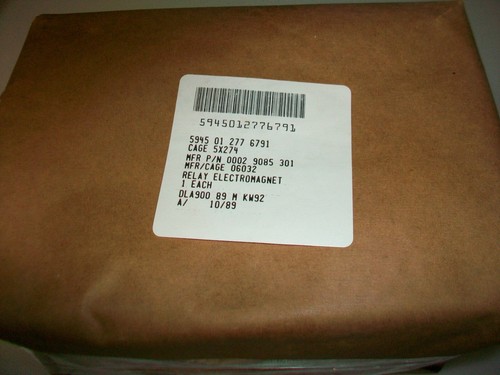 5945012776791
5945 01 277 6791
CAGE 5X274
MFR P/N 0002 9085 301
MFR/CAGE 06032
RELAY ELECTROMAGNET
1 EACH
DLA900 89 M KW92
A/ 10/89